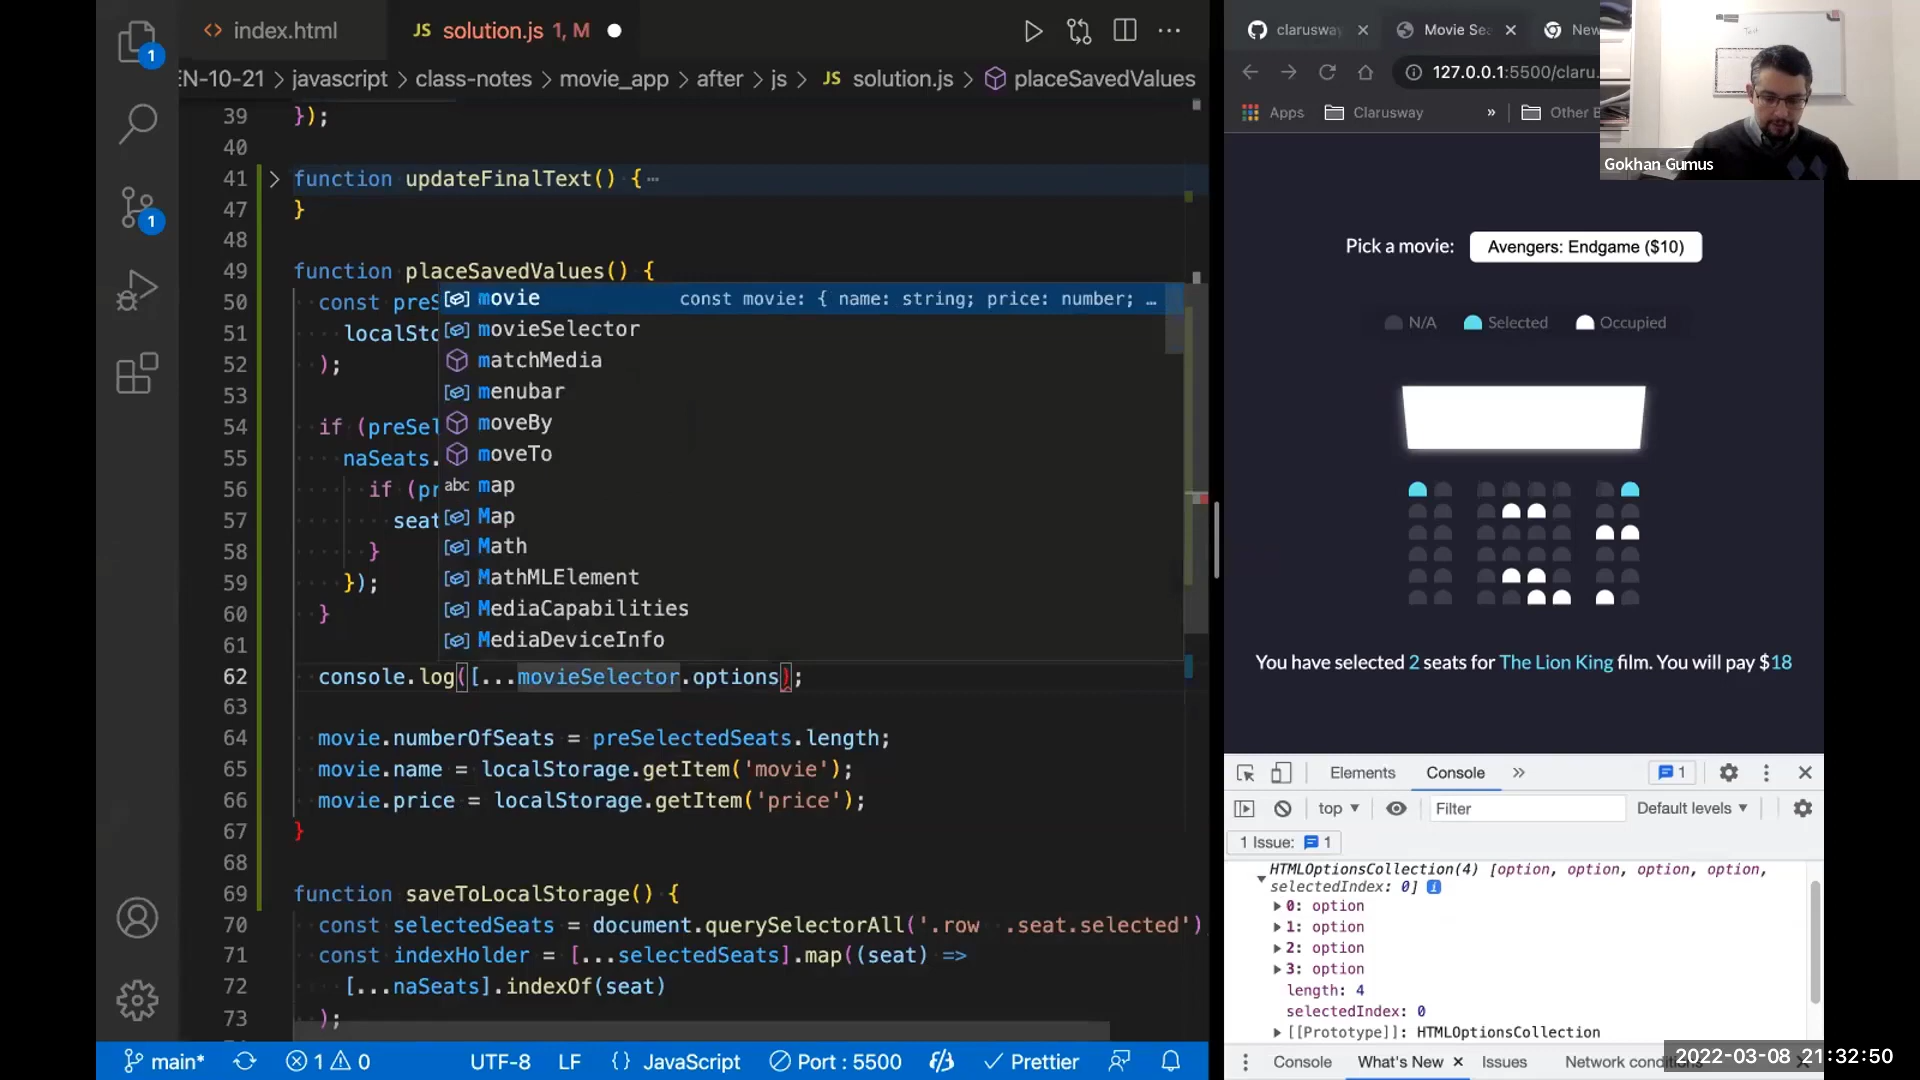 index.html
JS solution.js 1, M
EN-10-21 > javascript > class-notes > movie_app > after > js > JS solution.js > placeSavedValues
39 });
40
41 function updateFinalText() { ⋯
47 }
48
49 function placeSavedValues() {
50 const preS
51 localSto
52 );
53
54 if (preSel
55 naSeats.
56 if (pr
57 seat
58 }
59 });
60 }
61
62 console.log([...movieSelector.options);
63
64 movie.numberOfSeats = preSelectedSeats.length;
65 movie.name = localStorage.getItem('movie');
66 movie.price = localStorage.getItem('price');
67 }
68
69 function saveToLocalStorage() {
70 const selectedSeats = document.querySelectorAll('.row .seat.selected')
71 const indexHolder = [...selectedSeats].map((seat) =>
72 [...naSeats].indexOf(seat)
73 );
movie const movie: { name: string; price: number; …
movieSelector
matchMedia
menubar
moveBy
moveTo
abc map
Map
Math
MathMLElement
MediaCapabilities
MediaDeviceInfo
1
1
main* 1 0 UTF-8 LF {} JavaScript Port : 5500 Prettier
clarusway Movie Sea New
127.0.0.1:5500/claru
Apps Clarusway » Other B
Gokhan Gumus
Pick a movie: Avengers: Endgame ($10)
N/A Selected Occupied
You have selected 2 seats for The Lion King film. You will pay $18
Elements Console » 1
top Filter Default levels
1 Issue: 1
HTMLOptionsCollection(4) [option, option, option, option,
selectedIndex: 0]
0: option
1: option
2: option
3: option
length: 4
selectedIndex: 0
[[Prototype]]: HTMLOptionsCollection
Console What's New Issues Network conditi
2022-03-08 21:32:50